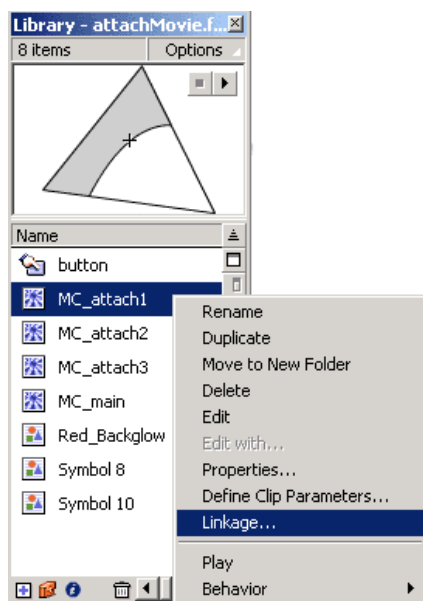 Library - attachMovie.f...
8 items Options
Name
button
MC_attach1
MC_attach2
MC_attach3
MC_main
Red_Backglow
Symbol 8
Symbol 10
Rename
Duplicate
Move to New Folder
Delete
Edit
Edit with...
Properties...
Define Clip Parameters...
Linkage...
Play
Behavior